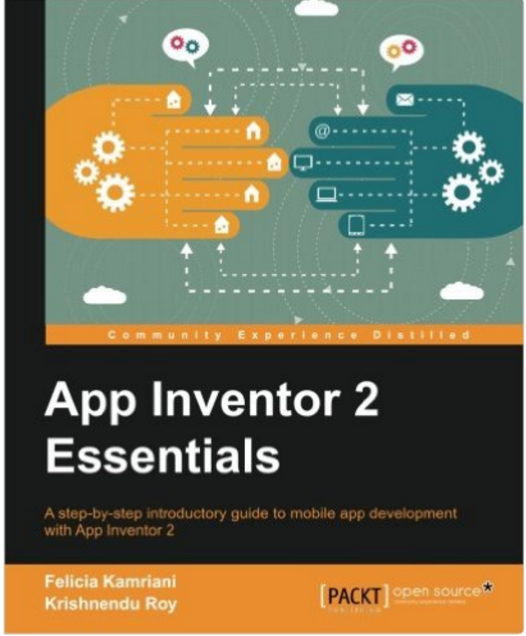 @
Community Experience Distilled
App Inventor 2
Essentials
A step-by-step introductory guide to mobile app development
with App Inventor 2
Felicia Kamriani
Krishnendu Roy
[PACKT] open source*
PUBLISHING